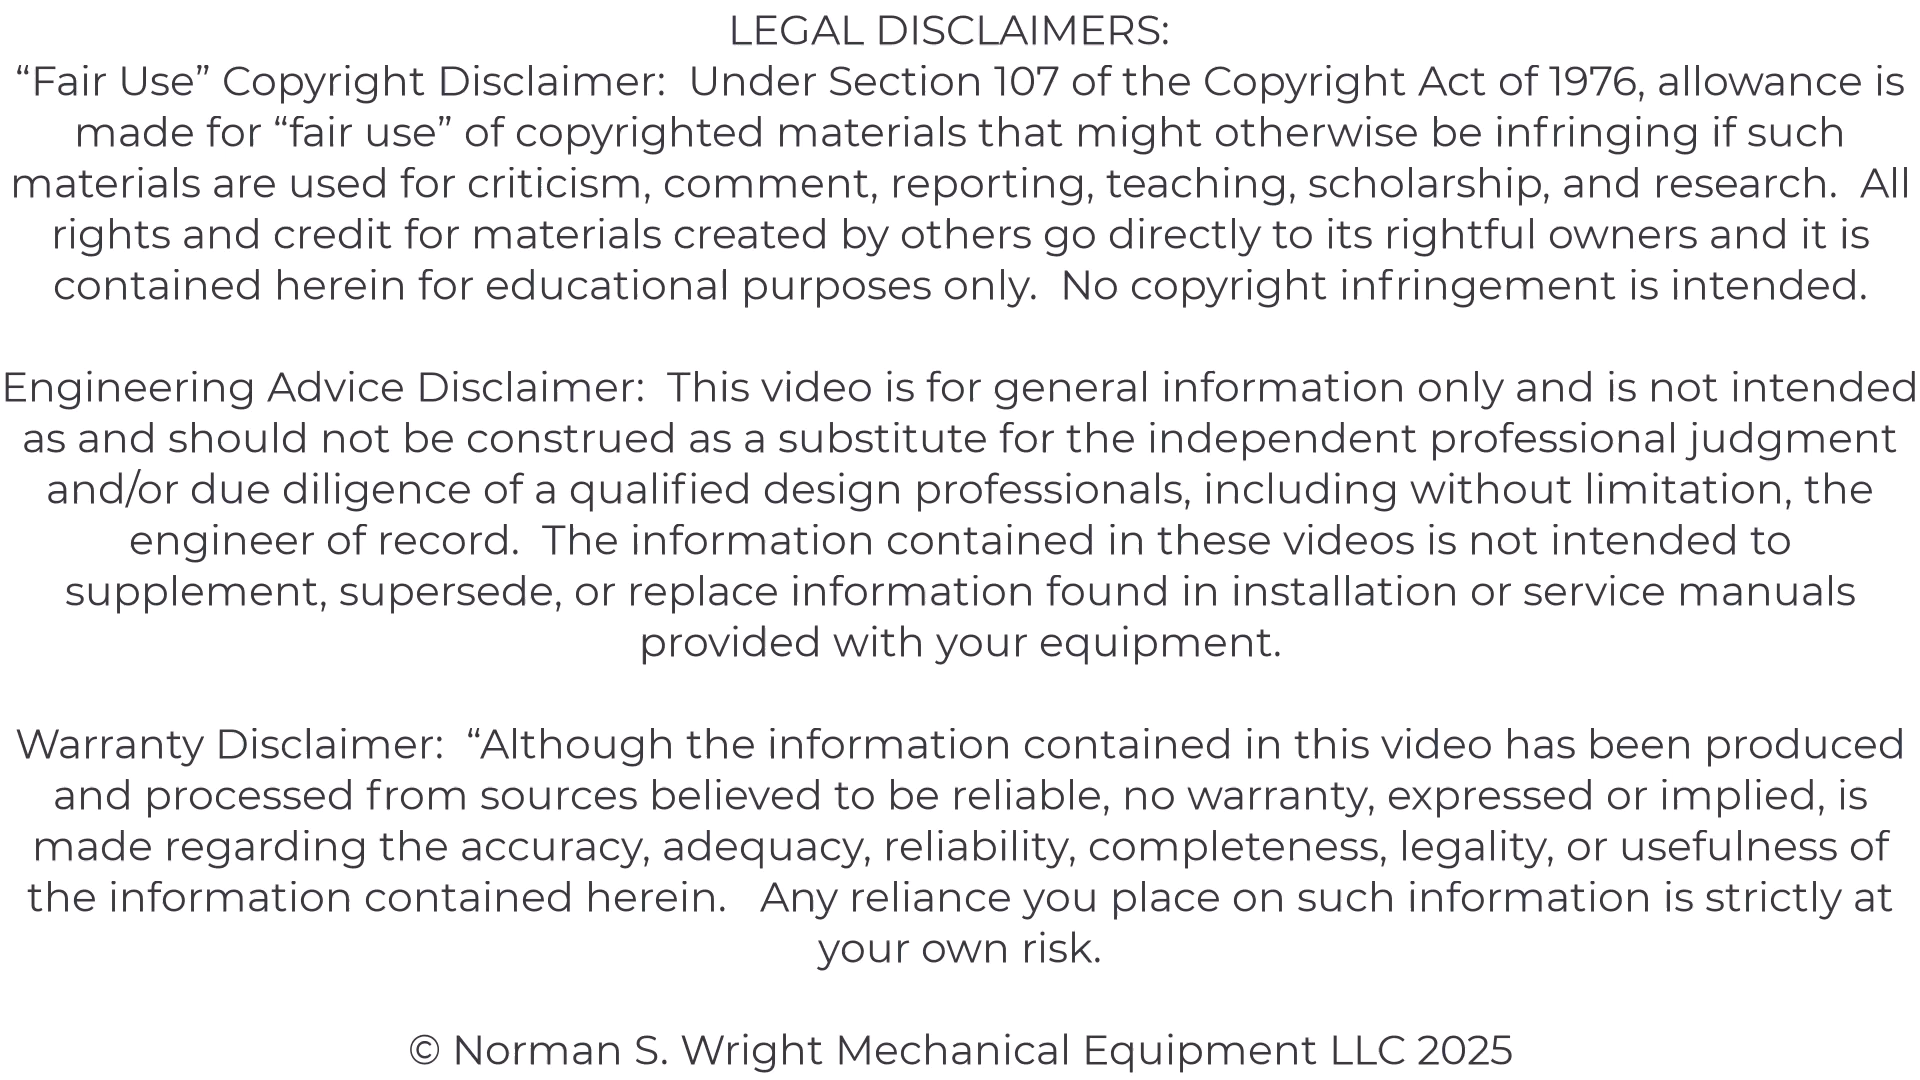 LEGAL DISCLAIMERS:
“Fair Use” Copyright Disclaimer:  Under Section 107 of the Copyright Act of 1976, allowance is
made for “fair use” of copyrighted materials that might otherwise be infringing if such
materials are used for criticism, comment, reporting, teaching, scholarship, and research.  All
rights and credit for materials created by others go directly to its rightful owners and it is
contained herein for educational purposes only.  No copyright infringement is intended.
Engineering Advice Disclaimer:  This video is for general information only and is not intended
as and should not be construed as a substitute for the independent professional judgment
and/or due diligence of a qualified design professionals, including without limitation, the
engineer of record.  The information contained in these videos is not intended to
supplement, supersede, or replace information found in installation or service manuals
provided with your equipment.
Warranty Disclaimer:  “Although the information contained in this video has been produced
and processed from sources believed to be reliable, no warranty, expressed or implied, is
made regarding the accuracy, adequacy, reliability, completeness, legality, or usefulness of
the information contained herein.   Any reliance you place on such information is strictly at
your own risk.
© Norman S. Wright Mechanical Equipment LLC 2025